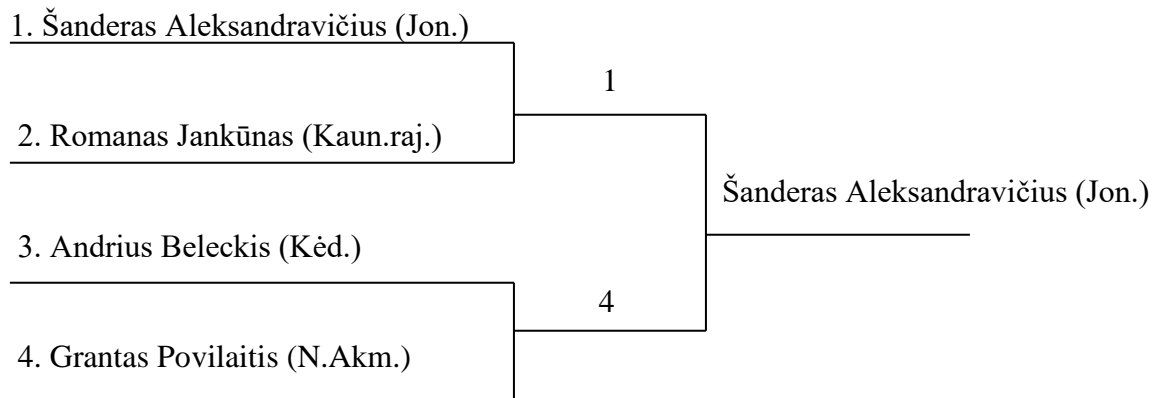 1. Šanderas Aleksandravičius (Jon.)
1
2. Romanas Jankūnas (Kaun.raj.)
Šanderas Aleksandravičius (Jon.)
3. Andrius Beleckis (Kėd.)
4
4. Grantas Povilaitis (N.Akm.)